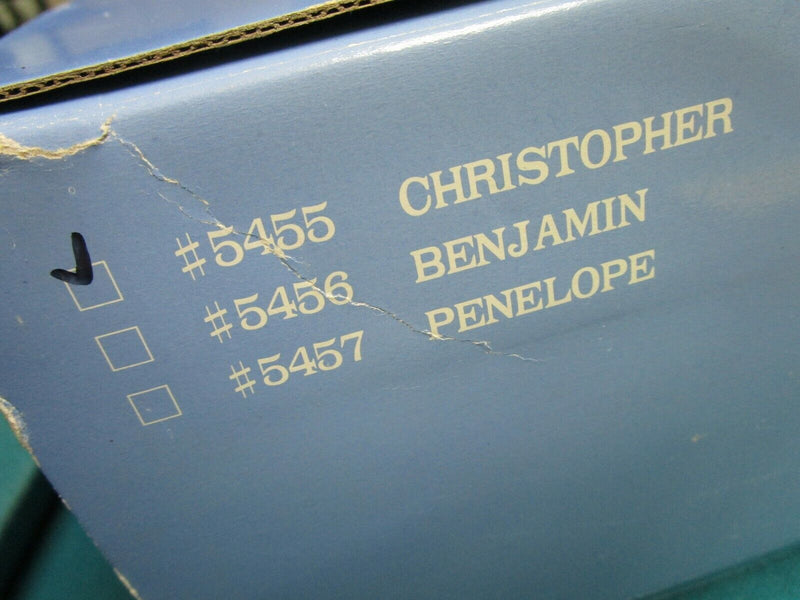 #5455 CHRISTOPHER
#5456 BENJAMIN
#5457 PENELOPE